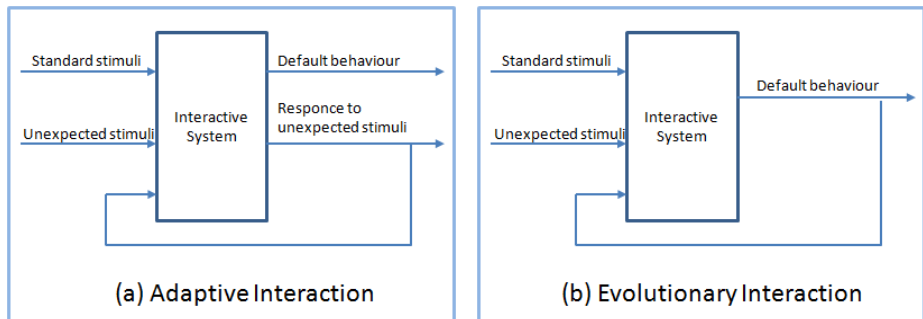 Standard stimuli
Default behaviour
Interactive
System
Responce to
unexpected stimuli
Unexpected stimuli
(a) Adaptive Interaction
Standard stimuli
Default behaviour
Interactive
System
Unexpected stimuli
(b) Evolutionary Interaction